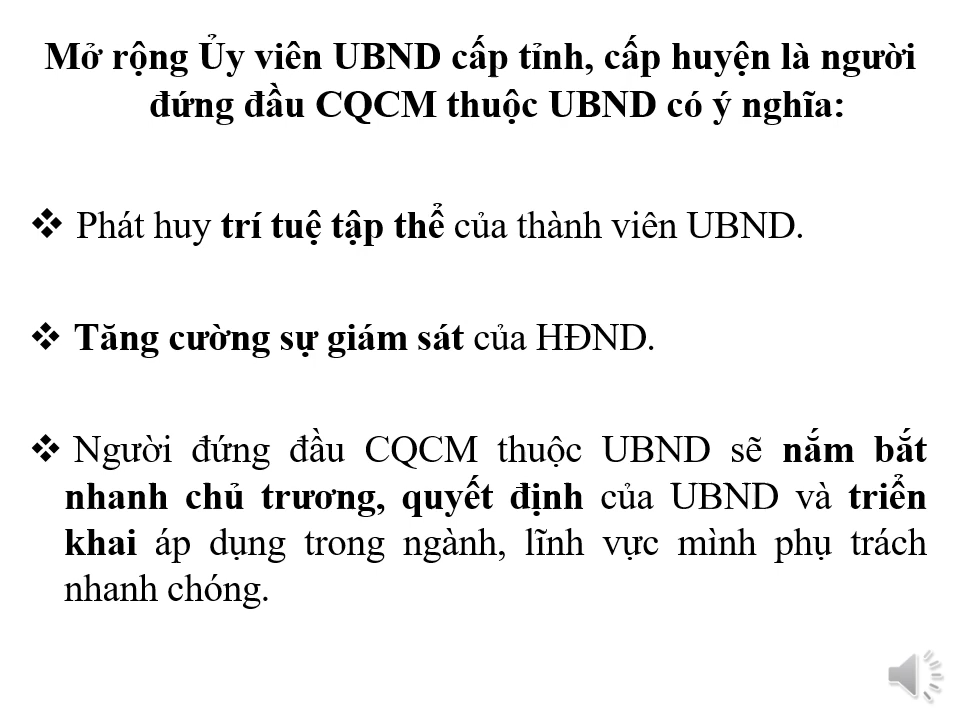 Mở rộng Ủy viên UBND cấp tỉnh, cấp huyện là người
đứng đầu CQCM thuộc UBND có ý nghĩa:
❖ Phát huy trí tuệ tập thể của thành viên UBND.
❖ Tăng cường sự giám sát của HĐND.
❖ Người đứng đầu CQCM thuộc UBND sẽ nắm bắt
nhanh chủ trương, quyết định của UBND và triển
khai áp dụng trong ngành, lĩnh vực mình phụ trách
nhanh chóng.